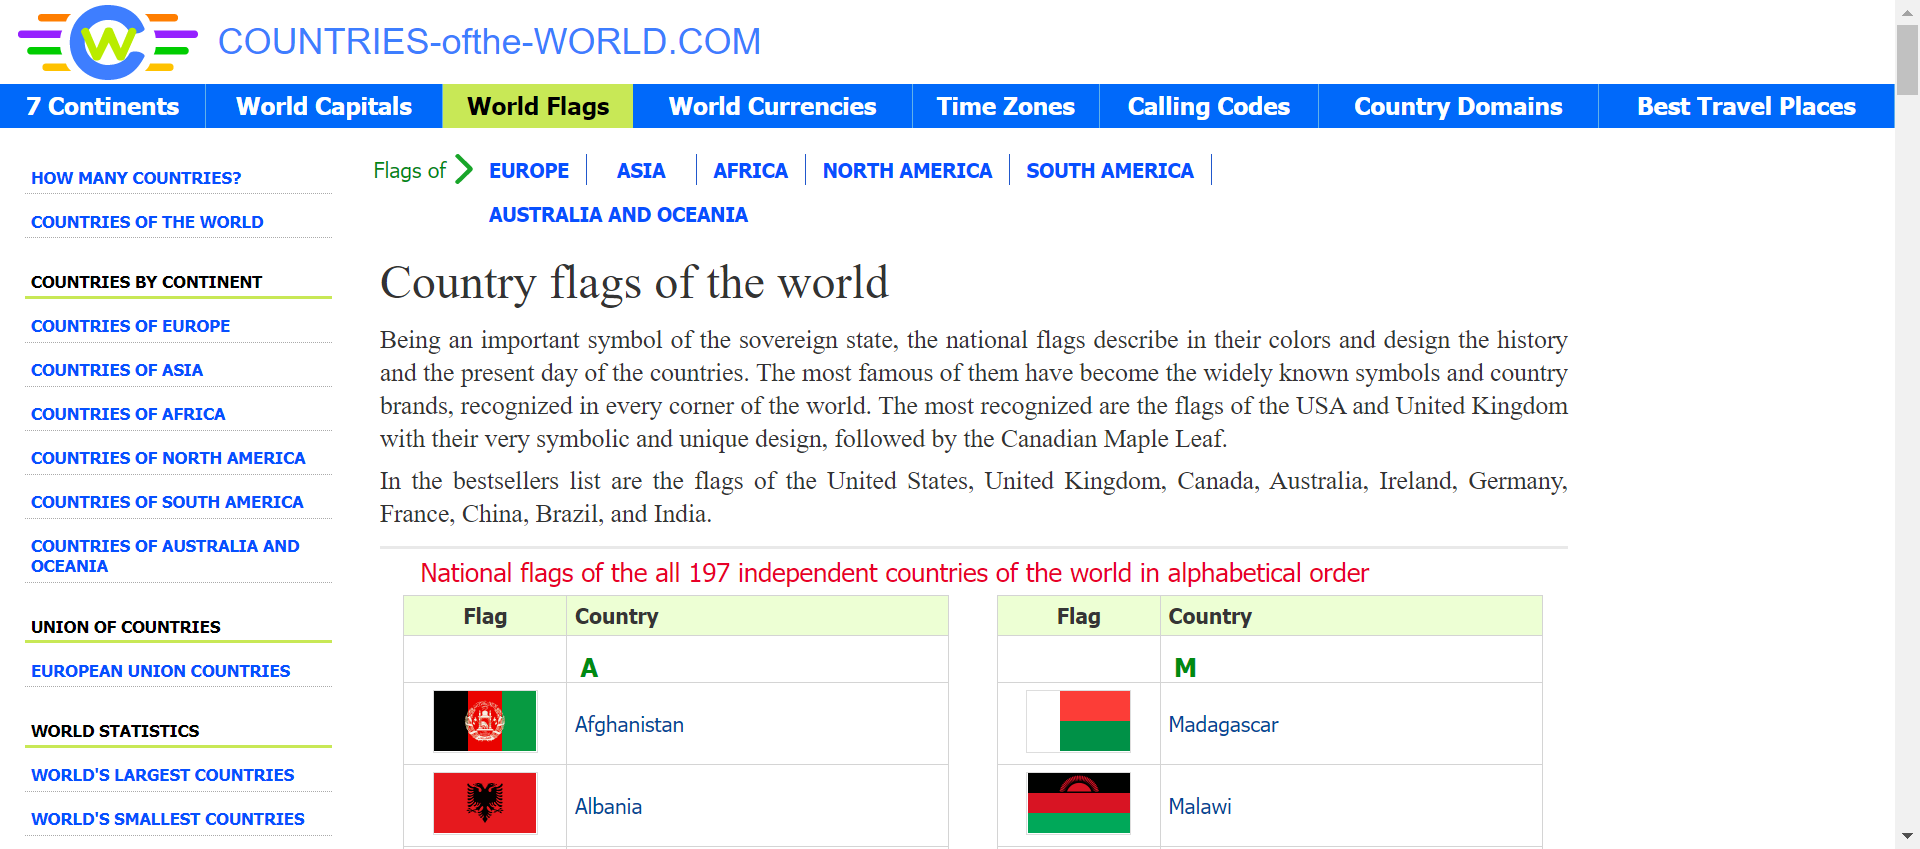 COUNTRIES-ofthe-WORLD.COM
7 Continents
World Capitals
World Flags
World Currencies
Time Zones
Calling Codes
Country Domains
Best Travel Places
HOW MANY COUNTRIES?
COUNTRIES OF THE WORLD
COUNTRIES BY CONTINENT
COUNTRIES OF EUROPE
COUNTRIES OF ASIA
COUNTRIES OF AFRICA
COUNTRIES OF NORTH AMERICA
COUNTRIES OF SOUTH AMERICA
COUNTRIES OF AUSTRALIA AND
OCEANIA
UNION OF COUNTRIES
EUROPEAN UNION COUNTRIES
WORLD STATISTICS
WORLD'S LARGEST COUNTRIES
WORLD'S SMALLEST COUNTRIES
Flags of
EUROPE
ASIA
AFRICA
NORTH AMERICA
SOUTH AMERICA
AUSTRALIA AND OCEANIA
Country flags of the world
Being an important symbol of the sovereign state, the national flags describe in their colors and design the history
and the present day of the countries. The most famous of them have become the widely known symbols and country
brands, recognized in every corner of the world. The most recognized are the flags of the USA and United Kingdom
with their very symbolic and unique design, followed by the Canadian Maple Leaf.
In the bestsellers list are the flags of the United States, United Kingdom, Canada, Australia, Ireland, Germany,
France, China, Brazil, and India.
National flags of the all 197 independent countries of the world in alphabetical order
Flag Country
A
Afghanistan
Albania
Flag Country
M
Madagascar
Malawi